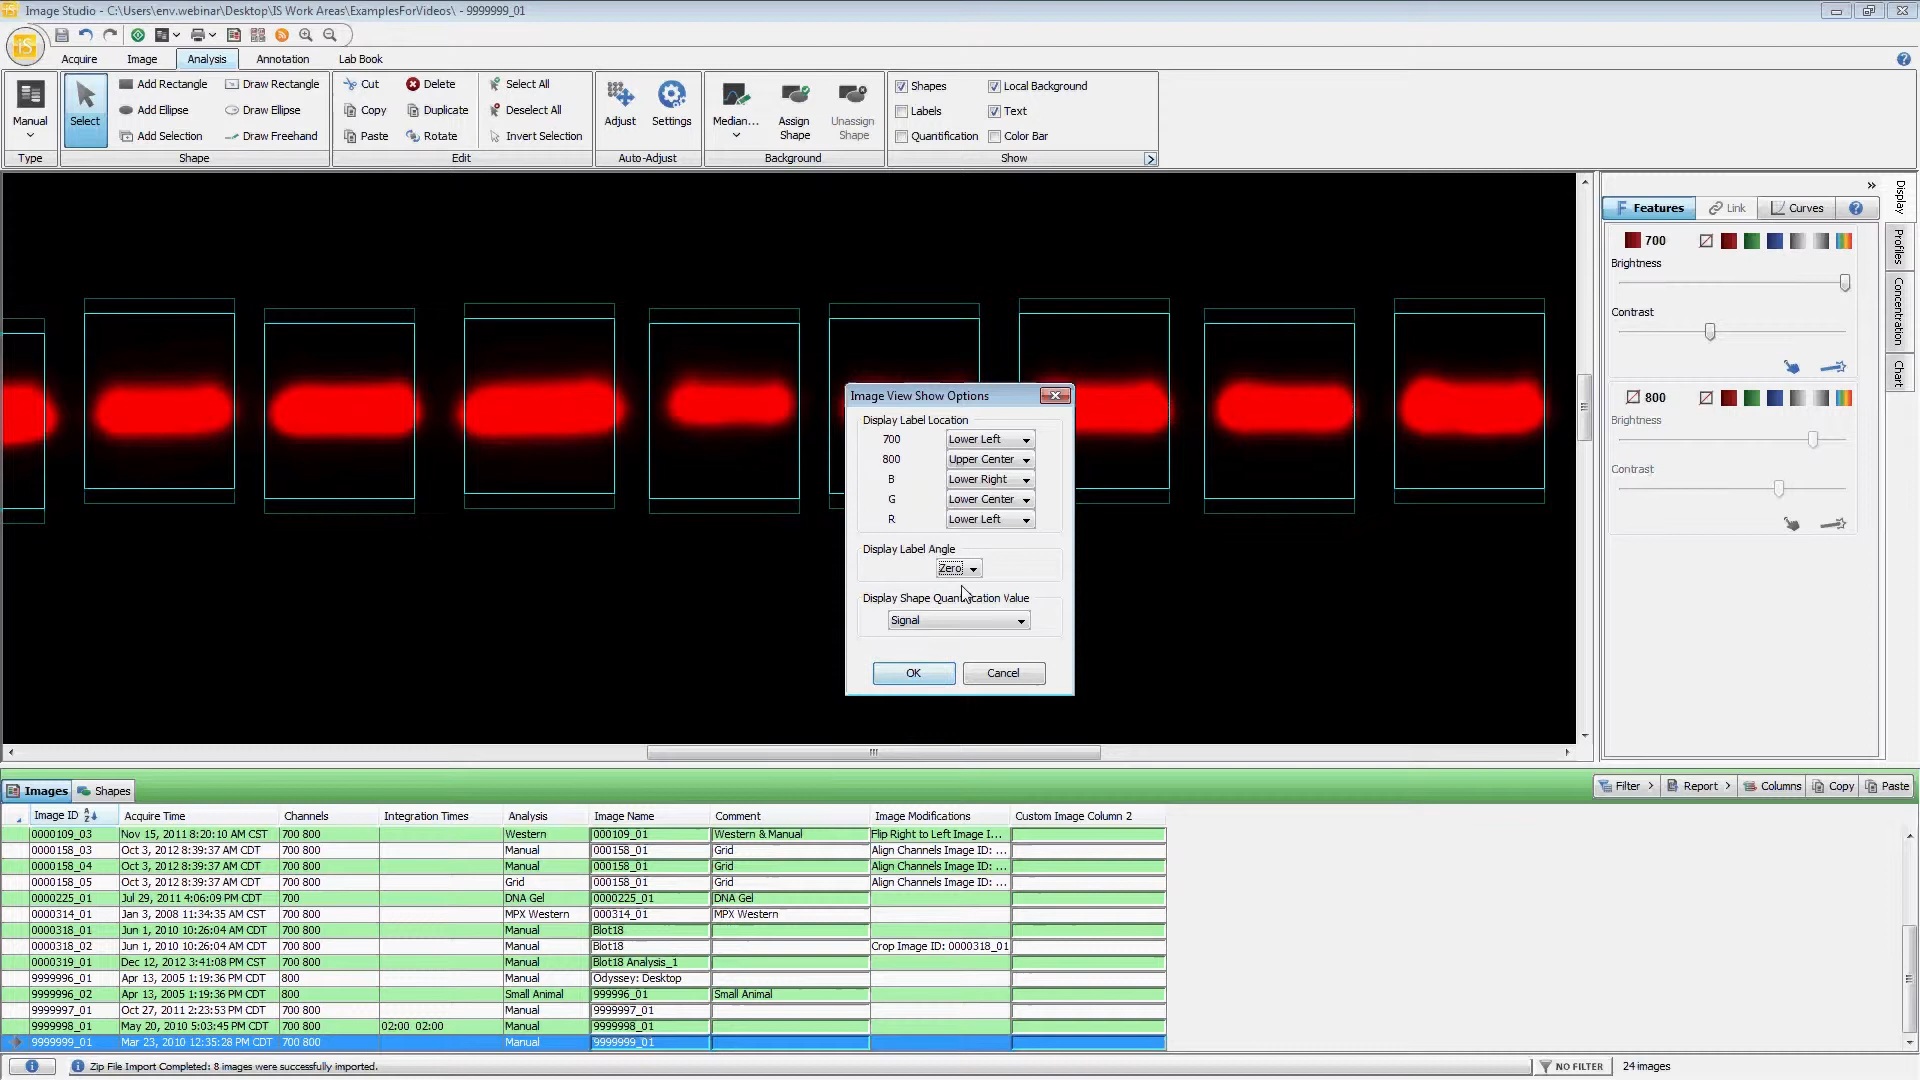 Image Studio - C:\Users\env.webinar\Desktop\IS Work Areas\ExamplesForVideos\ - 9999999_01
iS
Acquire Image Analysis Annotation Lab Book
Manual
Type
Select
Add Rectangle Draw Rectangle
Add Ellipse Draw Ellipse
Add Selection Draw Freehand
Shape
Cut Delete Select All
Copy Duplicate Deselect All
Paste Rotate Invert Selection
Edit
Adjust Settings
Auto-Adjust
Median... Assign Shape Unassign Shape
Background
Shapes Local Background
Labels Text
Quantification Color Bar
Show
Features Link Curves
Display
Profiles
Concentration
Chart
700
Brightness
Contrast
800
Brightness
Contrast
Image View Show Options
Display Label Location
700 Lower Left
800 Upper Center
B Lower Right
G Lower Center
R Lower Left
Display Label Angle
Zero
Display Shape Quantification Value
Signal
OK Cancel
Images Shapes Filter Report Columns Copy Paste
Image ID Acquire Time Channels Integration Times Analysis Image Name Comment Image Modifications Custom Image Column 2
0000109_03 Nov 15, 2011 8:20:10 AM CST 700 800 Western 000109_01 Western & Manual Flip Right to Left Image I...
0000158_03 Oct 3, 2012 8:39:37 AM CDT 700 800 Manual 000158_01 Grid Align Channels Image ID: ...
0000158_04 Oct 3, 2012 8:39:37 AM CDT 700 800 Manual 000158_01 Grid Align Channels Image ID: ...
0000158_05 Oct 3, 2012 8:39:37 AM CDT 700 800 Grid 000158_01 Grid Align Channels Image ID: ...
0000225_01 Jul 29, 2011 4:06:09 PM CDT 700 DNA Gel 0000225_01 DNA Gel
0000314_01 Jan 3, 2008 11:34:35 AM CST 700 800 MPX Western 000314_01 MPX Western
0000318_01 Jun 1, 2010 10:26:04 AM CDT 700 800 Manual Blot18
0000318_02 Jun 1, 2010 10:26:04 AM CDT 700 800 Manual Blot18 Crop Image ID: 0000318_01
0000319_01 Dec 12, 2012 3:41:08 PM CST 700 800 Manual Blot18 Analysis_1
9999996_01 Apr 13, 2005 1:19:36 PM CDT 800 Manual Odyssey: Desktop
9999996_02 Apr 13, 2005 1:19:36 PM CDT 800 Small Animal 999996_01 Small Animal
9999997_01 Oct 27, 2011 2:23:53 PM CDT 700 800 Manual 9999997_01
9999998_01 May 20, 2010 5:03:45 PM CDT 700 800 02:00 02:00 Manual 9999998_01
9999999_01 Mar 23, 2010 12:35:28 PM CDT 700 800 Manual 9999999_01
Zip File Import Completed: 8 images were successfully imported. NO FILTER 24 images